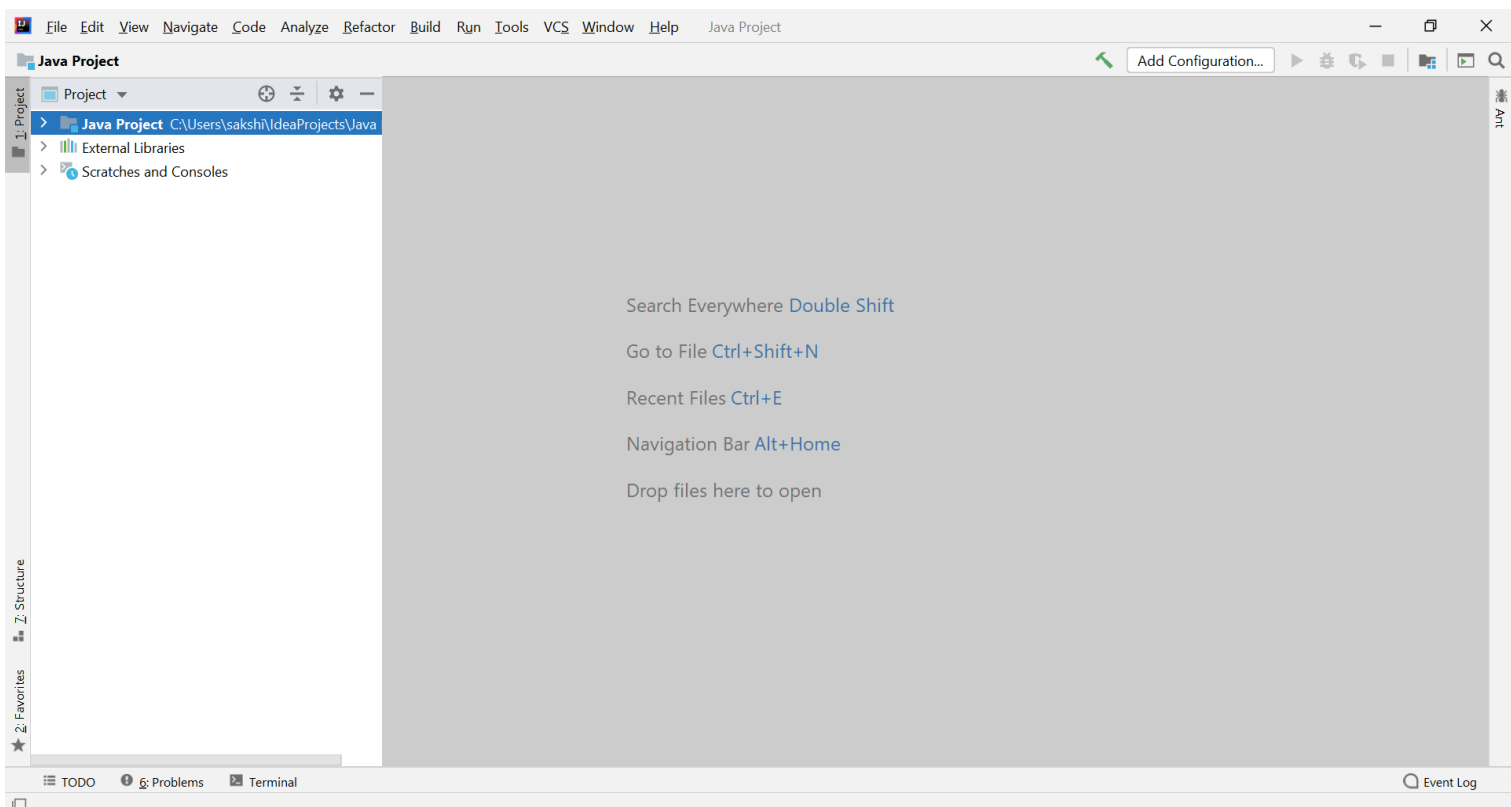 File Edit View Navigate Code Analyze Refactor Build Run Tools VCS Window Help Java Project
Java Project Add Configuration...
1: Project
Project
Java Project C:\Users\sakshi\IdeaProjects\Java
External Libraries
Scratches and Consoles
Ant
Search Everywhere Double Shift
Go to File Ctrl+Shift+N
Recent Files Ctrl+E
Navigation Bar Alt+Home
Drop files here to open
7: Structure
2: Favorites
TODO 6: Problems Terminal Event Log